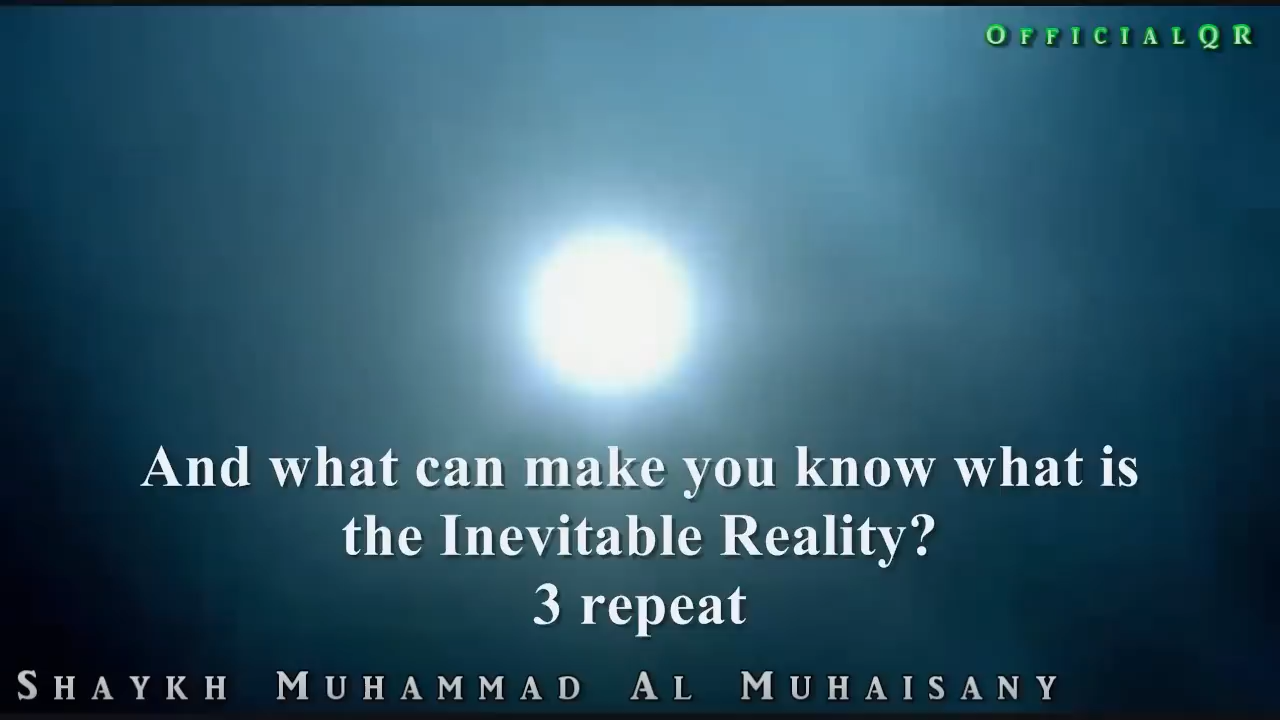 OFFICIALQR
And what can make you know what is
the Inevitable Reality?
3 repeat
SHAYKH MUHAMMAD AL MUHAISANY